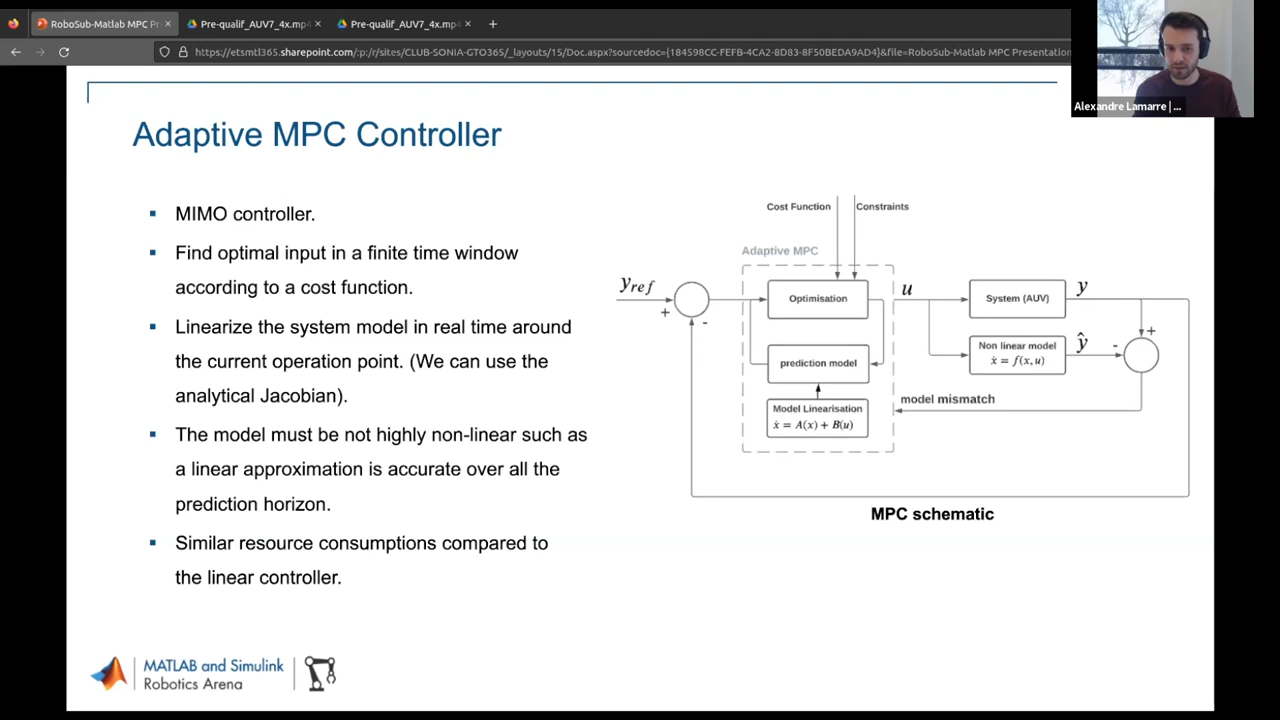 RoboSub-Matlab MPC Pr
Pre-qualif_AUV7_4x.mp4
Pre-qualif_AUV7_4x.mp4
https://etsmtl365.sharepoint.com/:p:/r/sites/CLUB-SONIA-GTO365/_layouts/15/Doc.aspx?sourcedoc={184598CC-FEFB-4CA2-8D83-8F50BEDA9AD4}&file=RoboSub-Matlab MPC Presentation
Alexandre Lamarre | ...
Adaptive MPC Controller
▪ MIMO controller.
▪ Find optimal input in a finite time window
according to a cost function.
▪ Linearize the system model in real time around
the current operation point. (We can use the
analytical Jacobian).
▪ The model must be not highly non-linear such as
a linear approximation is accurate over all the
prediction horizon.
▪ Similar resource consumptions compared to
the linear controller.
Cost Function
Constraints
Adaptive MPC
yref
+
-
Optimisation
u
System (AUV)
y
prediction model
Non linear model
ẋ = f(x, u)
ŷ
-
+
Model Linearisation
ẋ = A(x) + B(u)
model mismatch
MPC schematic
MATLAB and Simulink
Robotics Arena